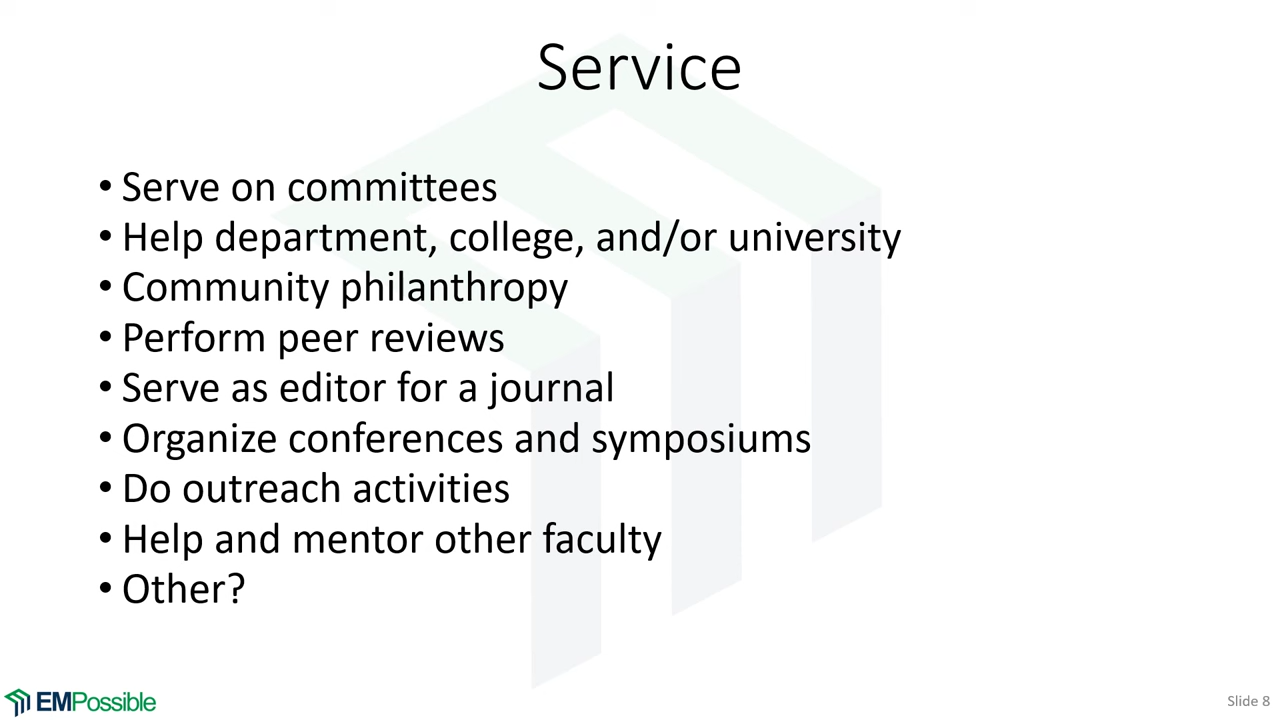 Service
• Serve on committees
• Help department, college, and/or university
• Community philanthropy
• Perform peer reviews
• Serve as editor for a journal
• Organize conferences and symposiums
• Do outreach activities
• Help and mentor other faculty
• Other?
EMPossible
Slide 8